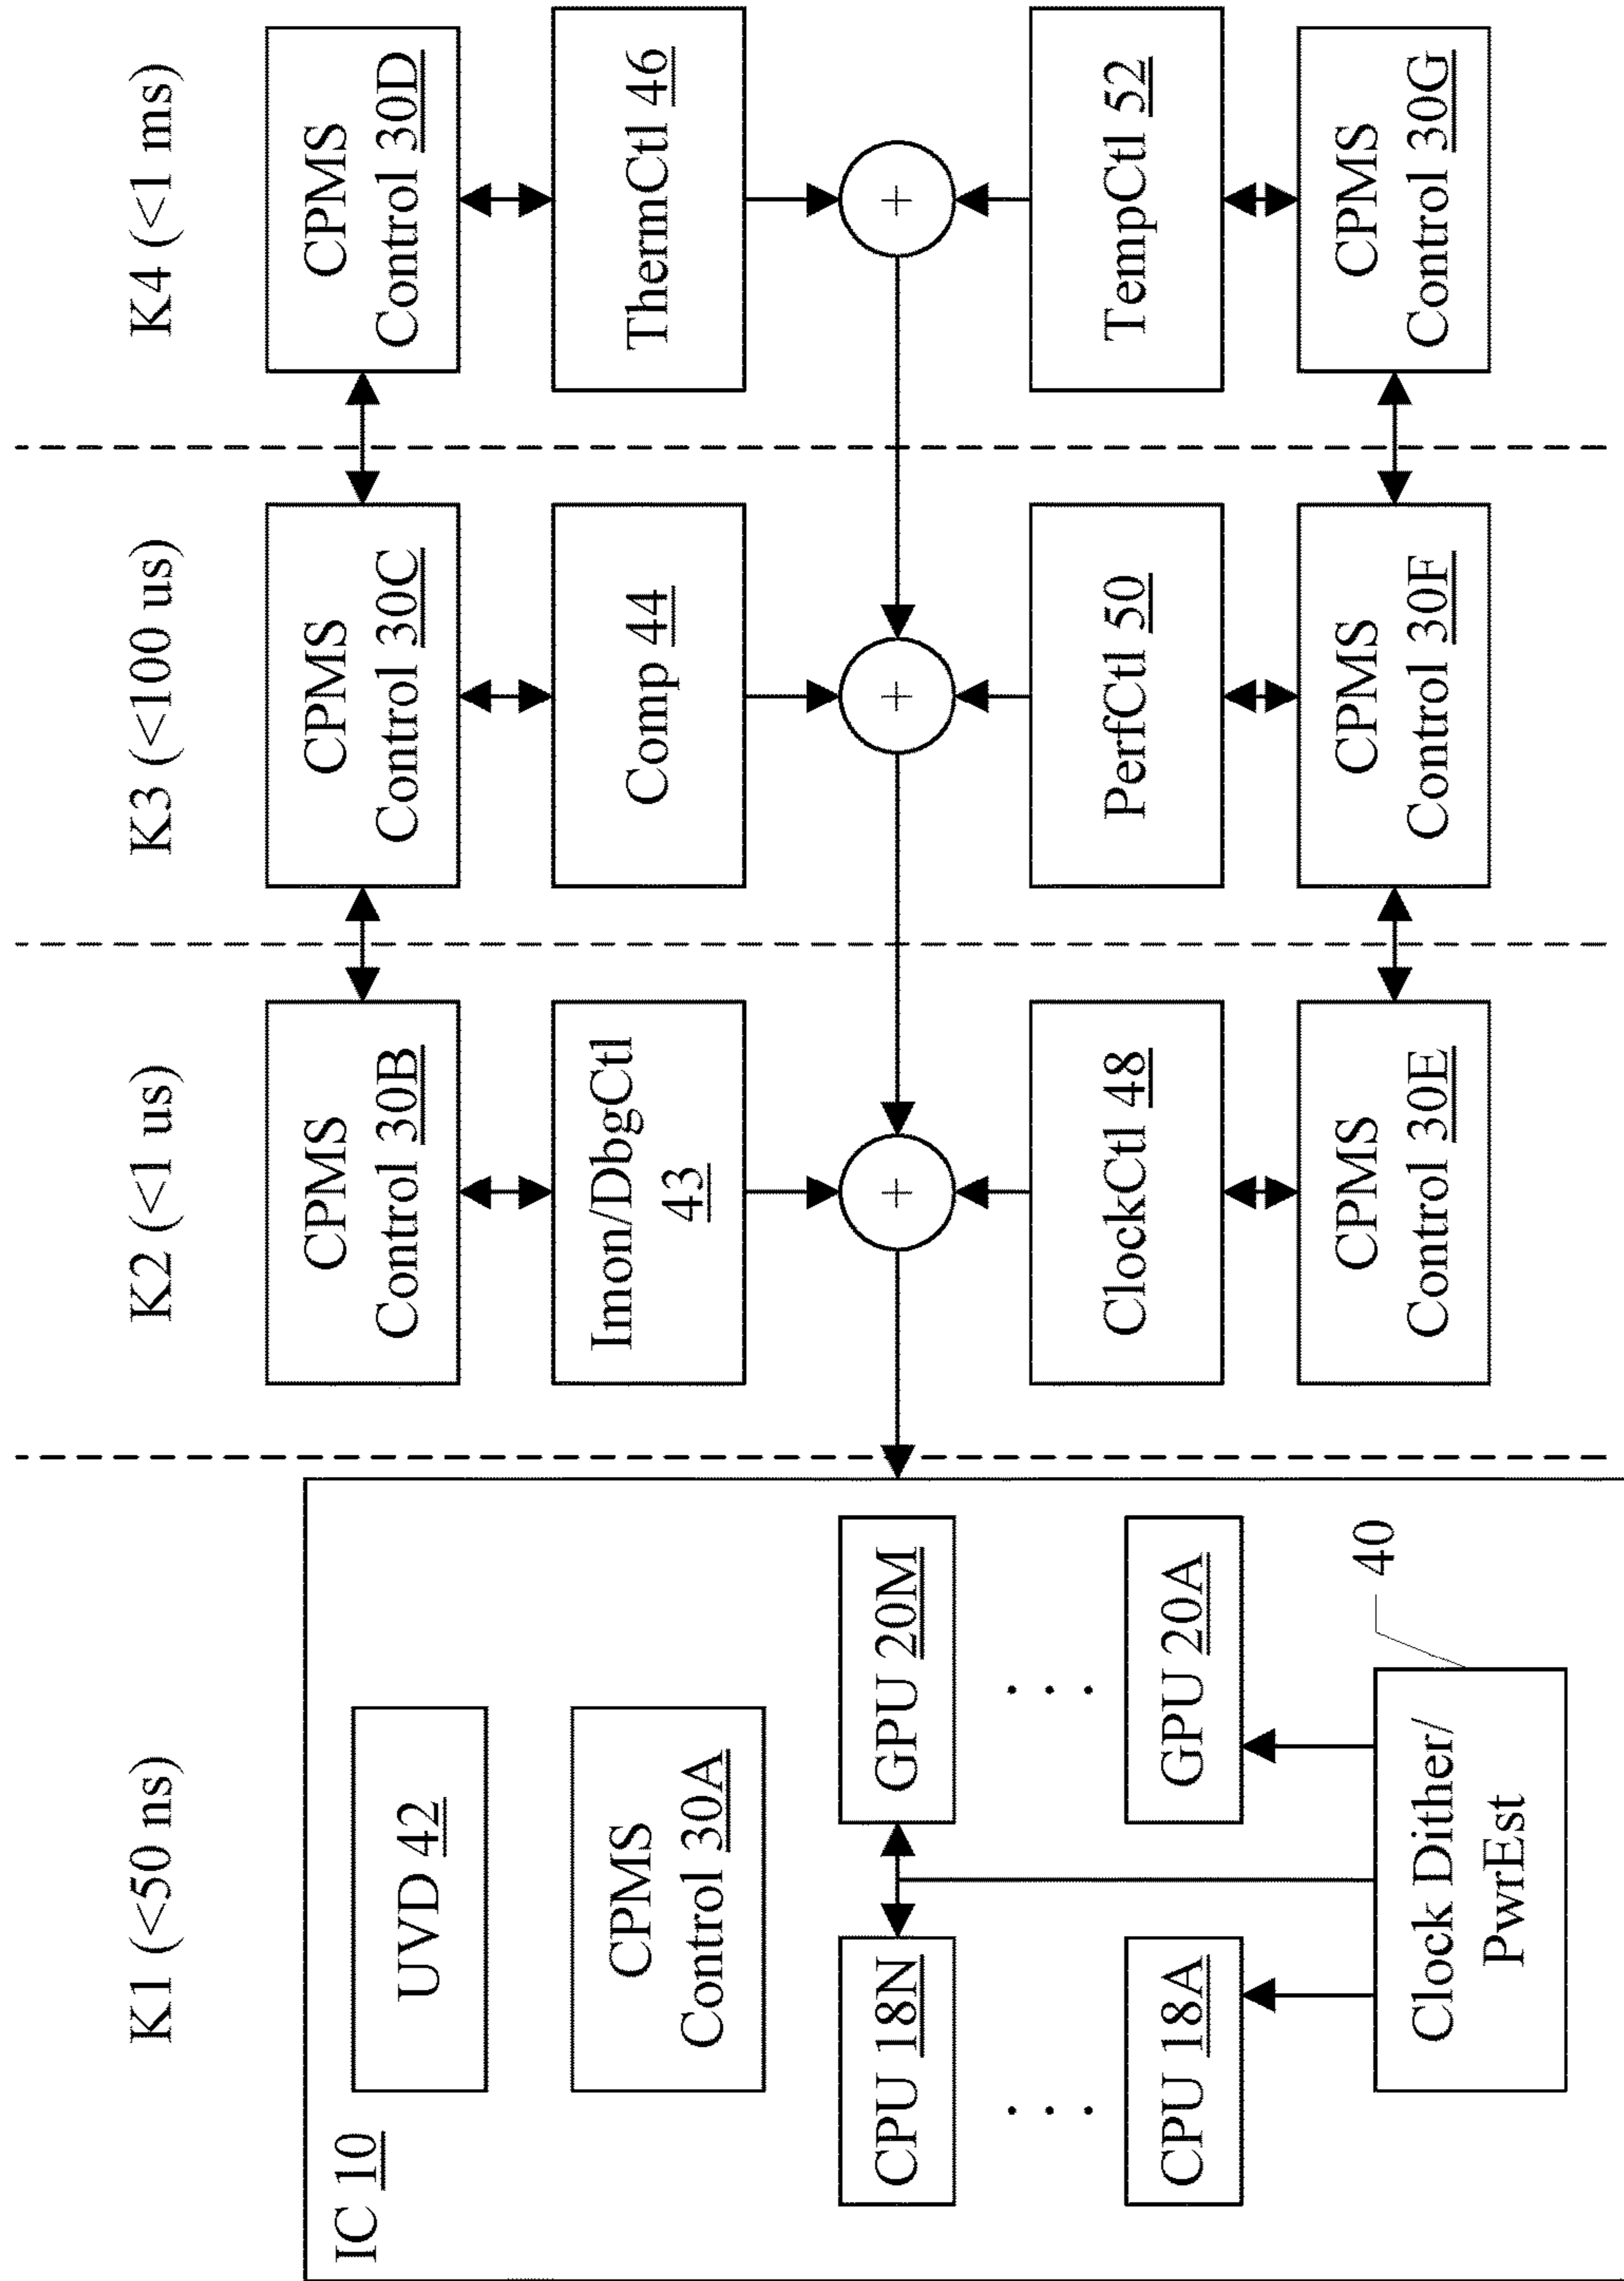 K1 (<50 ns)
K2 (<1 us)
K3 (<100 us)
K4 (<1 ms)
IC 10
UVD 42
CPMS
Control 30A
CPU 18N
GPU 20M
. . .
. . .
CPU 18A
GPU 20A
Clock Dither/
PwrEst
40
CPMS
Control 30B
Imon/DbgCtl
43
+
ClockCtl 48
CPMS
Control 30E
CPMS
Control 30C
Comp 44
+
PerfCtl 50
CPMS
Control 30F
CPMS
Control 30D
ThermCtl 46
+
TempCtl 52
CPMS
Control 30G